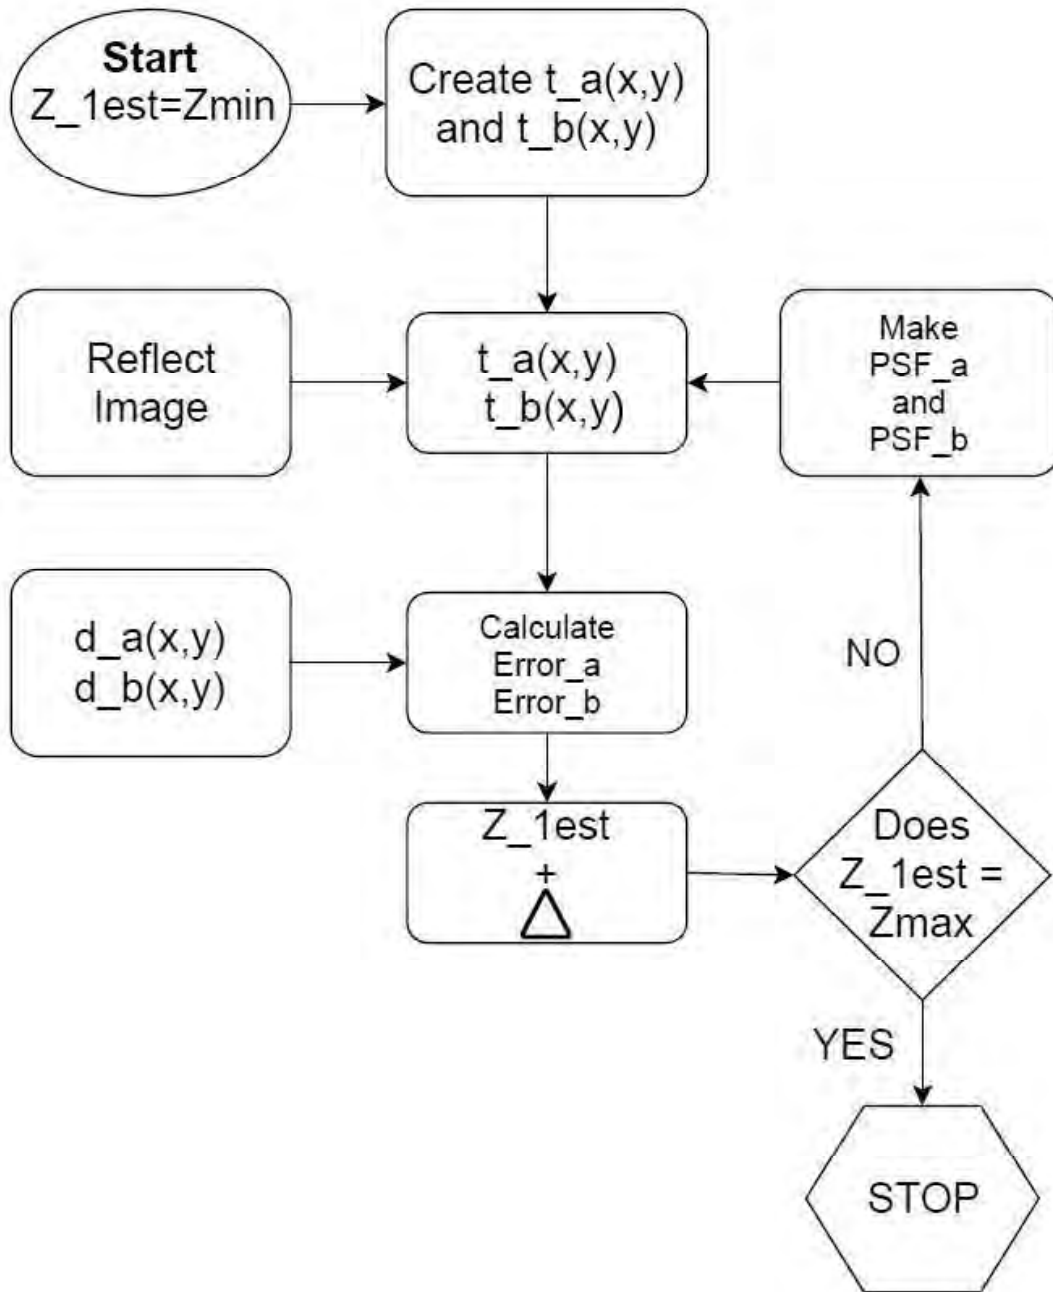 Start
Z_1est=Zmin
Create t_a(x,y)
and t_b(x,y)
Reflect
Image
t_a(x,y)
t_b(x,y)
Make
PSF_a
and
PSF_b
d_a(x,y)
d_b(x,y)
Calculate
Error_a
Error_b
NO
Z_1est
+
△
Does
Z_1est =
Zmax
YES
STOP